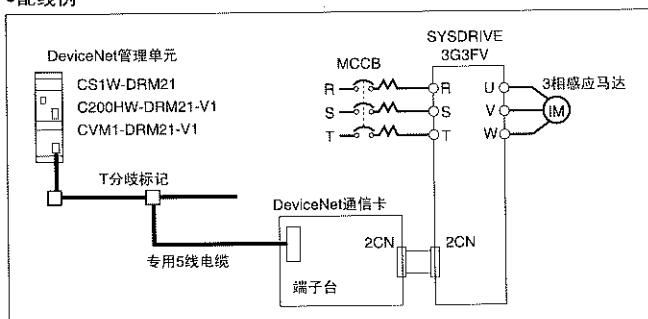 DeviceNet管理单元
CS1W-DRM21
C200HW-DRM21-V1
CVM1-DRM21-V1
T分歧标记
专用5线电缆
DeviceNet通信卡
端子台
2CN
2CN
MCCB
R
S
T
SYSDRIVE
3G3FV
R
S
T
U
V
W
3相感应马达
IM